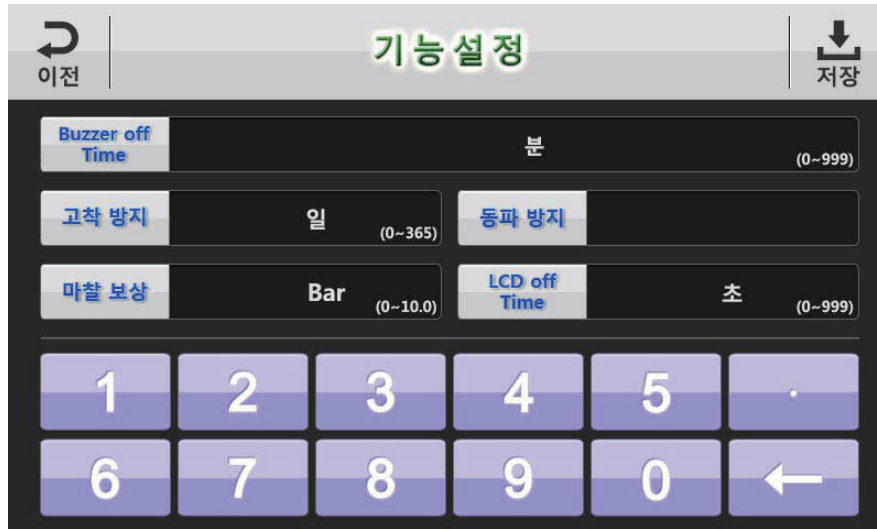 기능설정
이전
저장
Buzzer off
Time
분
(0~999)
고착 방지
일
(0~365)
동파 방지
마찰 보상
Bar
(0~10.0)
LCD off
Time
초
(0~999)
1 2 3 4 5 .
6 7 8 9 0